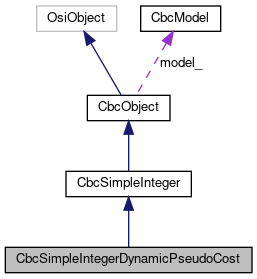 OsiObject
CbcModel
model_
CbcObject
CbcSimpleInteger
CbcSimpleIntegerDynamicPseudoCost